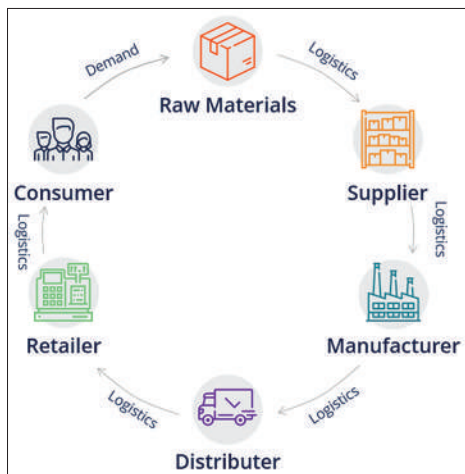 Demand
Logistics
Raw Materials
Consumer
Supplier
Logistics
Logistics
Retailer
Manufacturer
Logistics
Logistics
Distributer